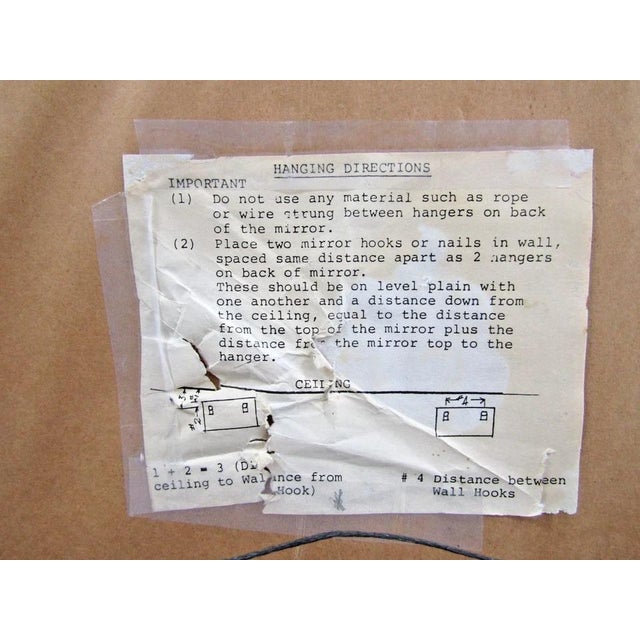 HANGING DIRECTIONS
IMPORTANT
(1) Do not use any material such as rope
or wire strung between hangers on back
of the mirror.
(2) Place two mirror hooks or nails in wall,
spaced same distance apart as 2 hangers
on back of mirror.
These should be on level plain with
one another and a distance down from
the ceiling, equal to the distance
from the top of the mirror plus the
distance from the mirror top to the
hanger.
CEILING
#4
#2
1 + 2 = 3
ceiling to
from
Hook)
# 4 Distance between
Wall Hooks